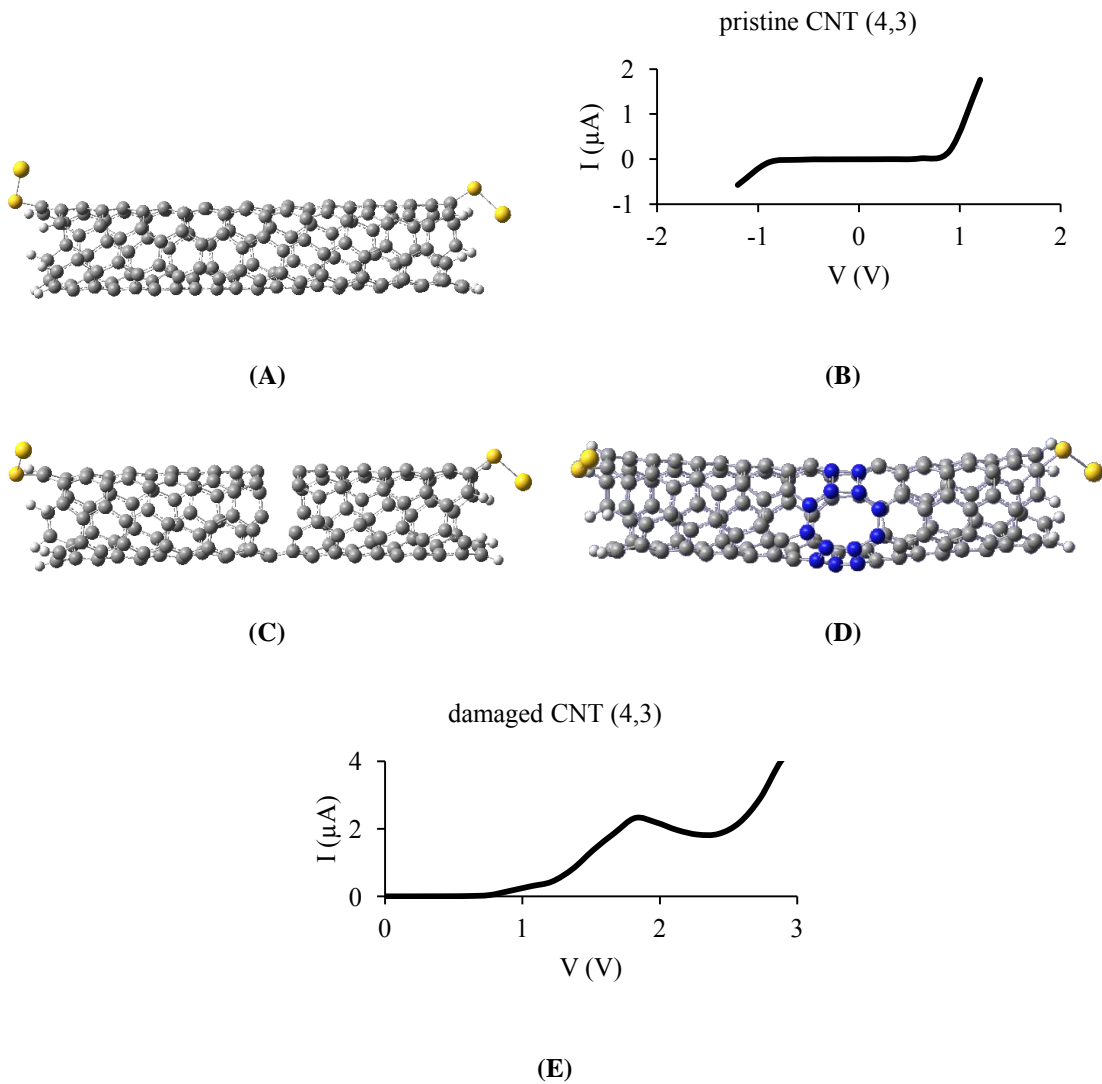 pristine CNT (4,3)
2
1
0
-1
I (μA)
-2
-1
0
1
2
V (V)
(A)
(B)
(C)
(D)
damaged CNT (4,3)
4
2
0
I (μA)
0
1
2
3
V (V)
(E)